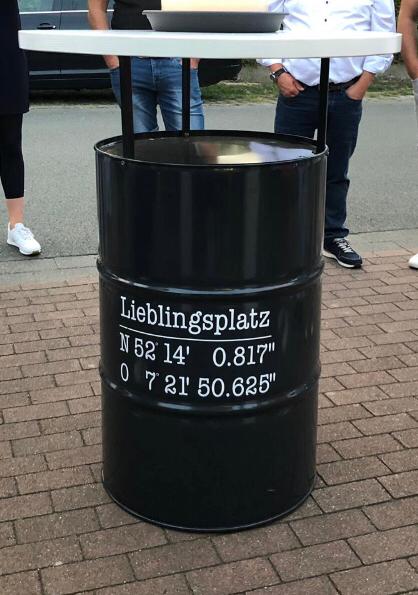 Lieblingsplatz
N 52° 14' 0.817"
O 7° 21' 50.625"